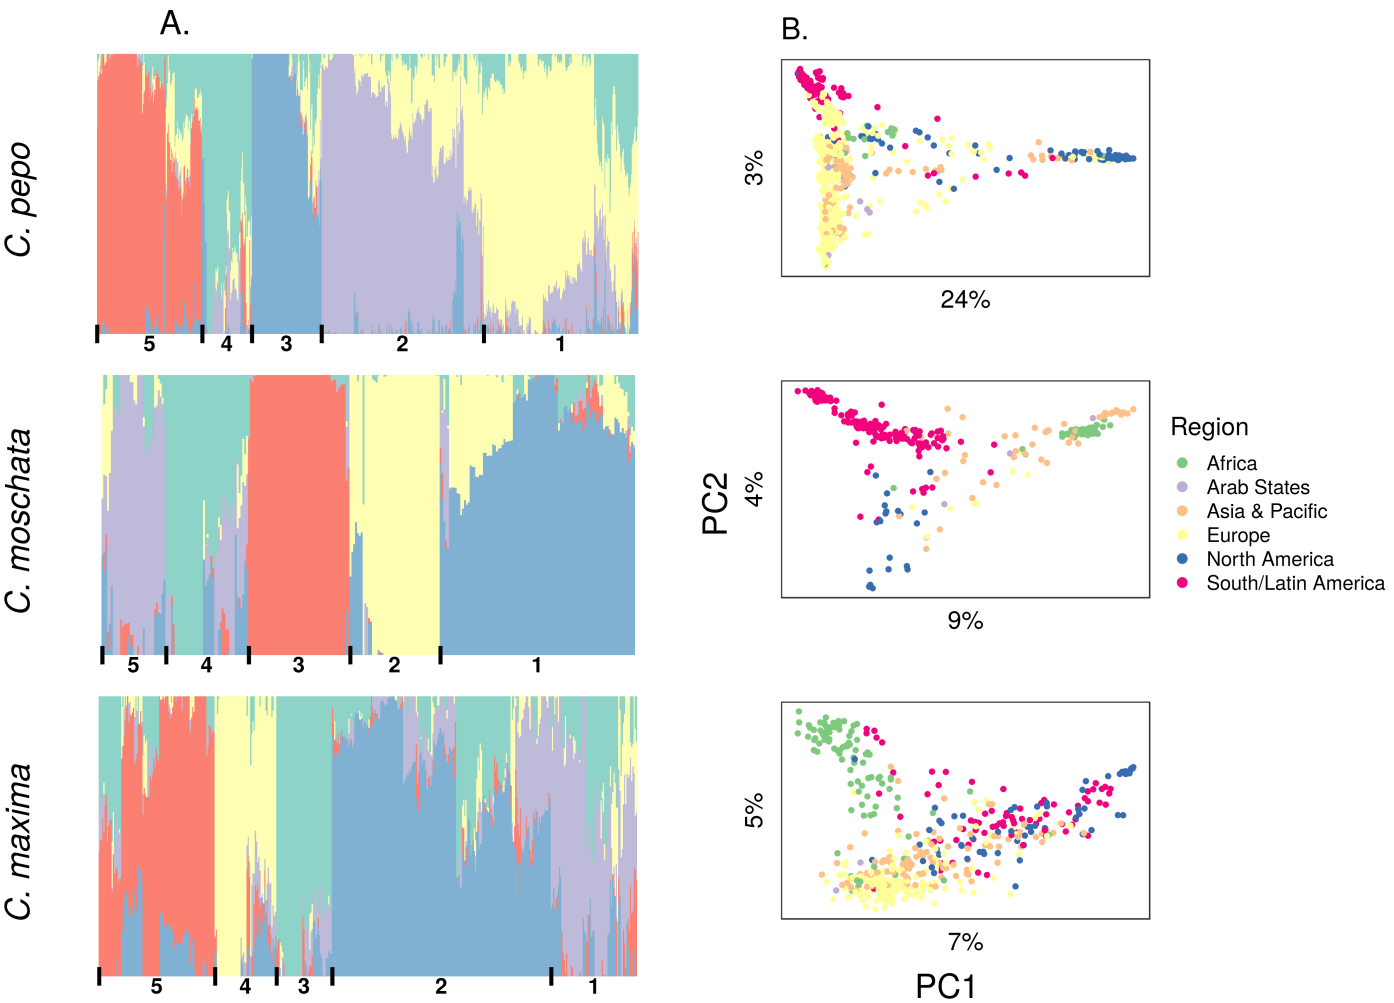 A.
B.
C. pepo
5 4 3 2 1
3%
24%
C. moschata
5 4 3 2 1
PC2
4%
9%
Region
Africa
Arab States
Asia & Pacific
Europe
North America
South/Latin America
C. maxima
5 4 3 2 1
5%
7%
PC1